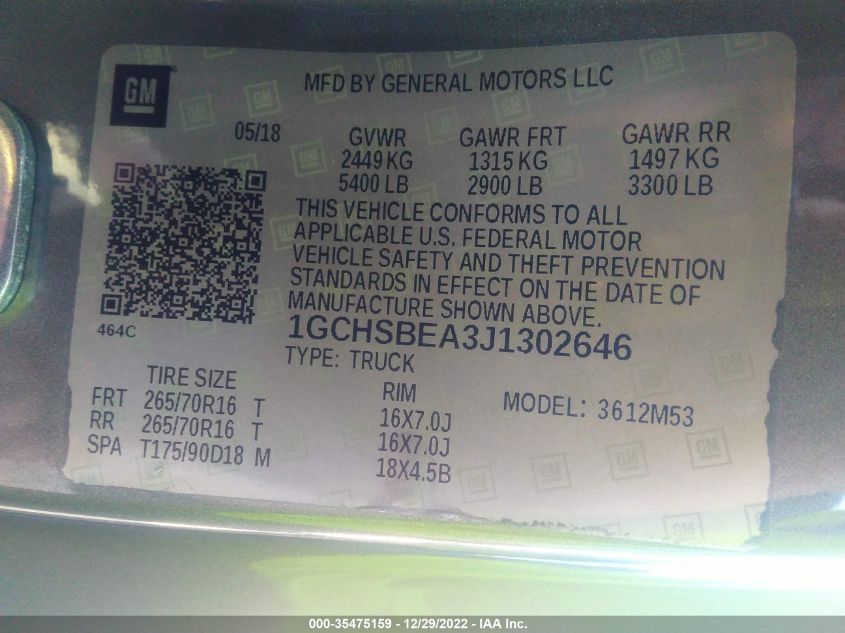 GM
MFD BY GENERAL MOTORS LLC
05/18 GVWR GAWR FRT GAWR RR
2449 KG 1315 KG 1497 KG
5400 LB 2900 LB 3300 LB
THIS VEHICLE CONFORMS TO ALL
APPLICABLE U.S. FEDERAL MOTOR
VEHICLE SAFETY AND THEFT PREVENTION
STANDARDS IN EFFECT ON THE DATE OF
MANUFACTURE SHOWN ABOVE.
464C
1GCHSBEA3J1302646
TYPE: TRUCK
TIRE SIZE RIM MODEL: 3612M53
FRT 265/70R16 T 16X7.0J
RR 265/70R16 T 16X7.0J
SPA T175/90D18 M 18X4.5B
000-35475159 - 12/29/2022 - IAA Inc.